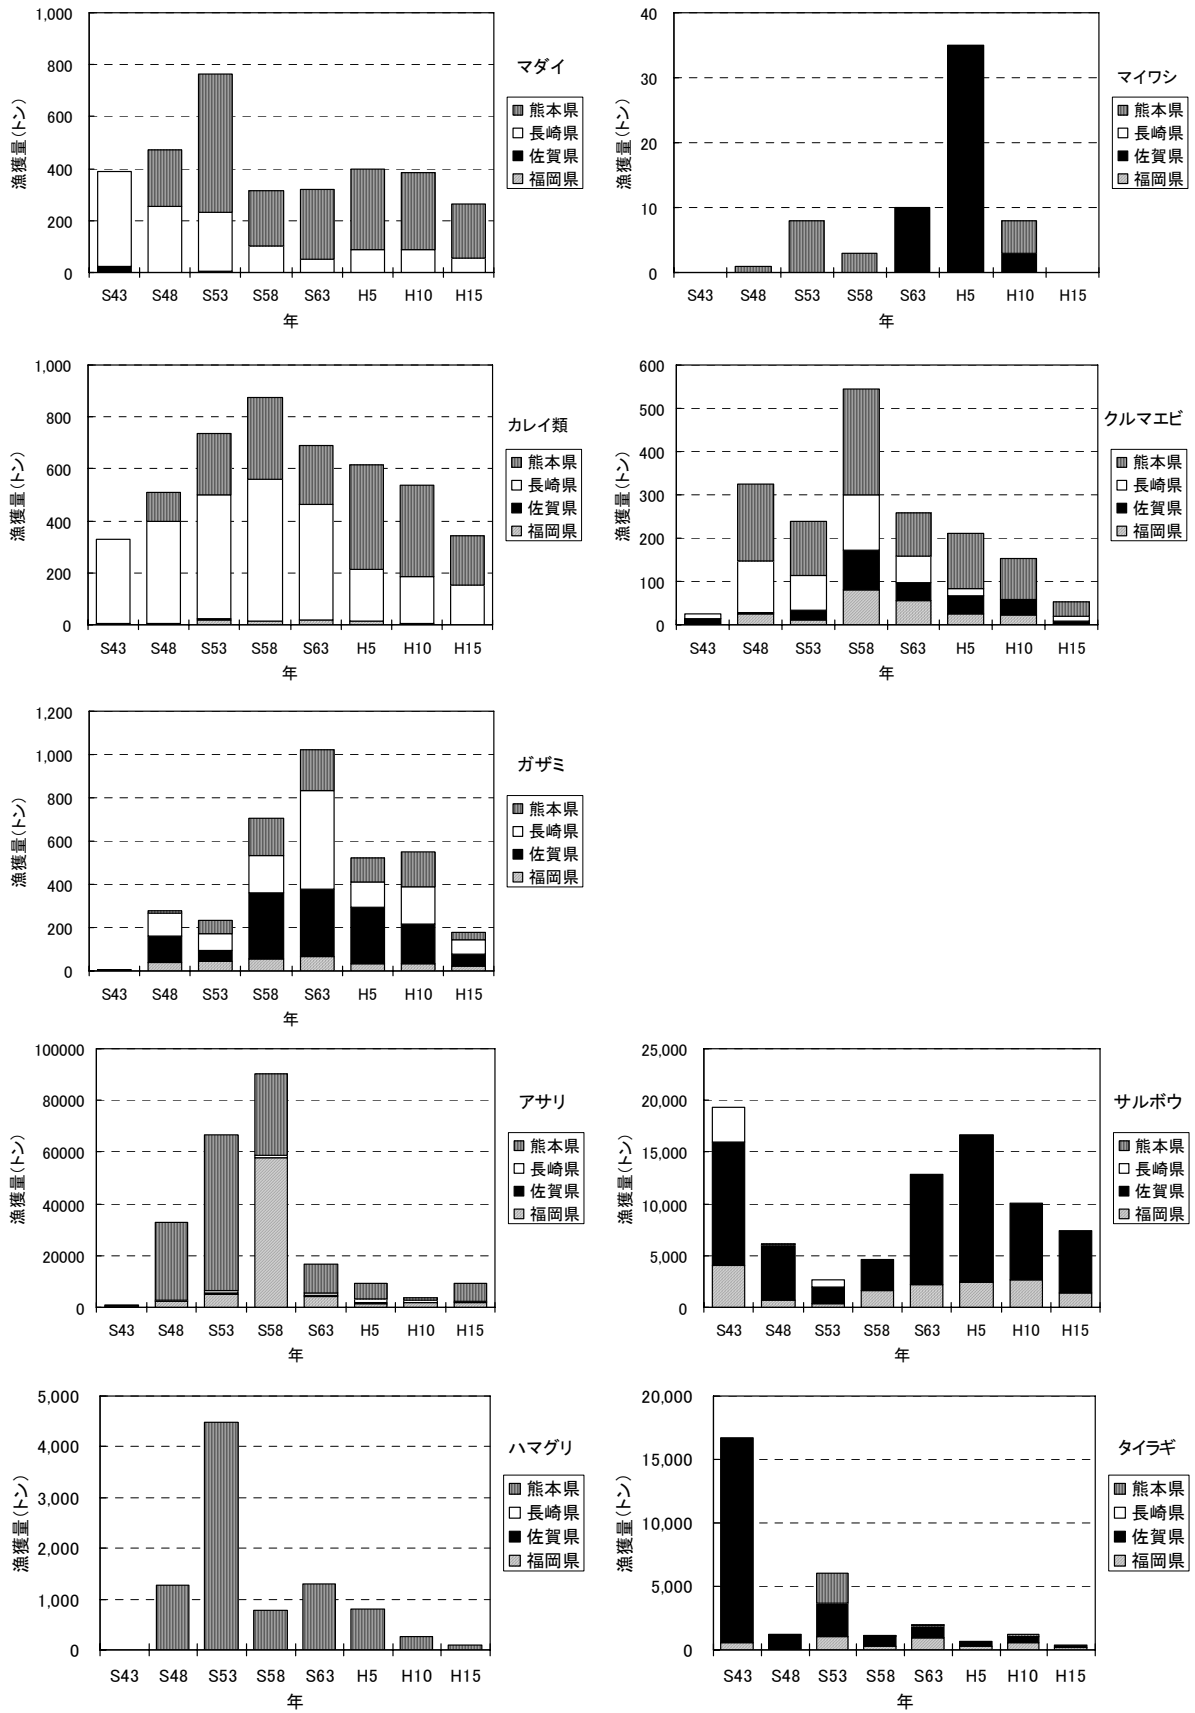 マダイ
漁獲量(トン)
1,000
800
600
400
200
0
S43 S48 S53 S58 S63 H5 H10 H15
年
熊本県
長崎県
佐賀県
福岡県
マイワシ
漁獲量(トン)
40
30
20
10
0
S43 S48 S53 S58 S63 H5 H10 H15
年
熊本県
長崎県
佐賀県
福岡県
カレイ類
漁獲量(トン)
1,000
800
600
400
200
0
S43 S48 S53 S58 S63 H5 H10 H15
年
熊本県
長崎県
佐賀県
福岡県
クルマエビ
漁獲量(トン)
600
500
400
300
200
100
0
S43 S48 S53 S58 S63 H5 H10 H15
年
熊本県
長崎県
佐賀県
福岡県
ガザミ
漁獲量(トン)
1,200
1,000
800
600
400
200
0
S43 S48 S53 S58 S63 H5 H10 H15
年
熊本県
長崎県
佐賀県
福岡県
アサリ
漁獲量(トン)
100000
80000
60000
40000
20000
0
S43 S48 S53 S58 S63 H5 H10 H15
年
熊本県
長崎県
佐賀県
福岡県
サルボウ
漁獲量(トン)
25,000
20,000
15,000
10,000
5,000
0
S43 S48 S53 S58 S63 H5 H10 H15
年
熊本県
長崎県
佐賀県
福岡県
ハマグリ
漁獲量(トン)
5,000
4,000
3,000
2,000
1,000
0
S43 S48 S53 S58 S63 H5 H10 H15
年
熊本県
長崎県
佐賀県
福岡県
タイラギ
漁獲量(トン)
20,000
15,000
10,000
5,000
0
S43 S48 S53 S58 S63 H5 H10 H15
年
熊本県
長崎県
佐賀県
福岡県